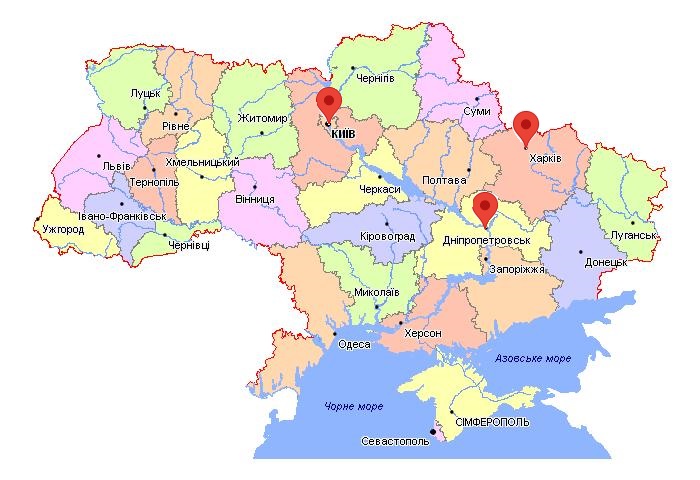 Чернігів
Луцьк
Суми
Рівне
Житомир
КИЇВ
Харків
Львів
Хмельницький
Тернопіль
Полтава
Вінниця
Черкаси
Івано-Франківськ
Ужгород
Чернівці
Кіровоград
Дніпропетровськ
Луганськ
Донецьк
Запоріжжя
Миколаїв
Херсон
Одеса
Азовське море
Чорне море
СІМФЕРОПОЛЬ
Севастополь